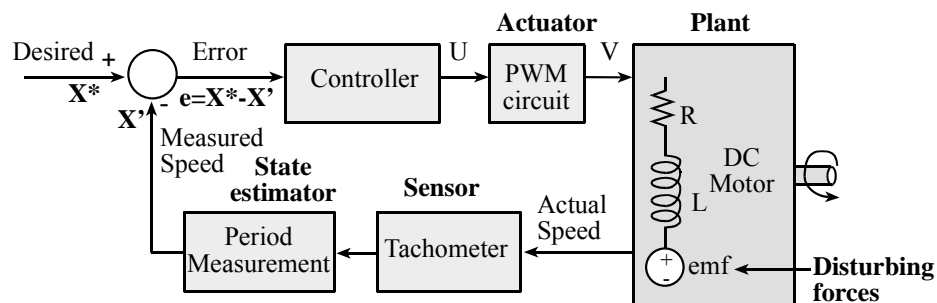 Actuator
Plant
Desired
+
Error
U
V
Controller
PWM
circuit
X*
X’
-
e=X*-X’
R
Measured
Speed
State
estimator
Sensor
Actual
Speed
DC
Motor
L
Period
Measurement
Tachometer
+
-
emf
Disturbing
forces